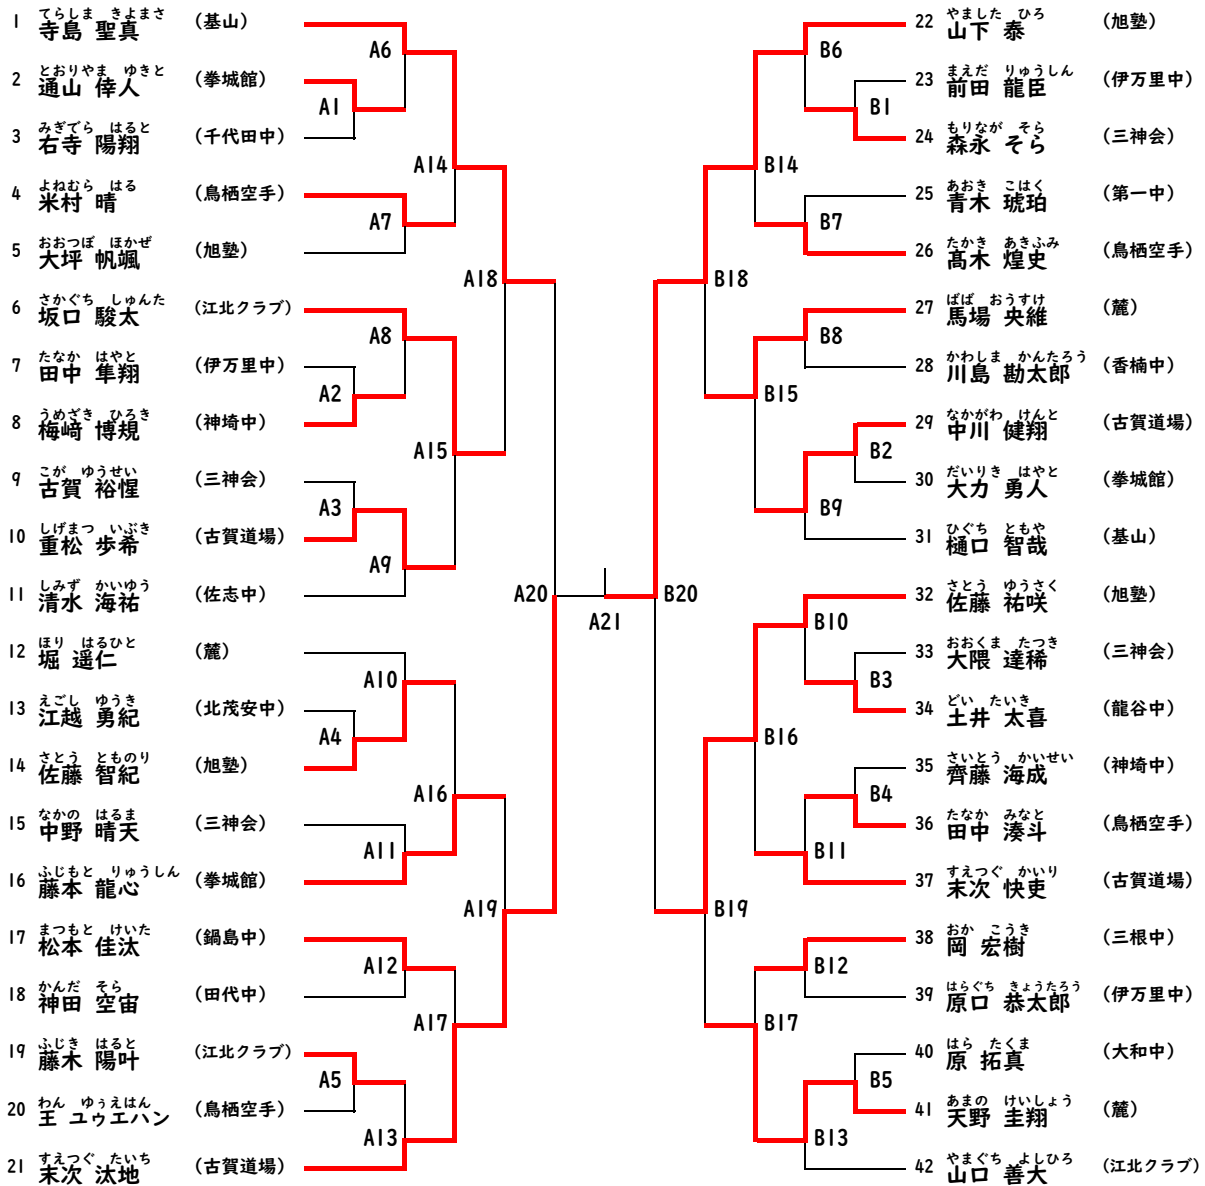 1 てらしま きよまさ
寺島 聖真 (基山)
2 とおりやま ゆきと
通山 倖人 (拳城館)
3 みぎでら はると
右寺 陽翔 (千代田中)
4 よねむら はる
米村 晴 (鳥栖空手)
5 おおつぼ ほかぜ
大坪 帆颯 (旭塾)
6 さかぐち しゅんた
坂口 駿太 (江北クラブ)
7 たなか はやと
田中 隼翔 (伊万里中)
8 うめざき ひろき
梅﨑 博規 (神埼中)
9 こが ゆうせい
古賀 裕惺 (三神会)
10 しげまつ いぶき
重松 歩希 (古賀道場)
11 しみず かいゆう
清水 海祐 (佐志中)
12 ほり はるひと
堀 遥仁 (麓)
13 えごし ゆうき
江越 勇紀 (北茂安中)
14 さとう とものり
佐藤 智紀 (旭塾)
15 なかの はるま
中野 晴天 (三神会)
16 ふじもと りゅうしん
藤本 龍心 (拳城館)
17 まつもと けいた
松本 佳汰 (鍋島中)
18 かんだ そら
神田 空宙 (田代中)
19 ふじき はると
藤木 陽叶 (江北クラブ)
20 わん ゆぅえはん
王 ユゥエハン (鳥栖空手)
21 すえつぐ たいち
末次 汰地 (古賀道場)
A1
A2
A3
A4
A5
A6
A7
A8
A9
A10
A11
A12
A13
A14
A15
A16
A17
A18
A19
A20
A21
B20
B18
B19
B14
B15
B16
B17
B6
B7
B8
B9
B10
B11
B12
B13
B1
B2
B3
B4
B5
22 やました ひろ
山下 泰 (旭塾)
23 まえだ りゅうしん
前田 龍臣 (伊万里中)
24 もりなが そら
森永 そら (三神会)
25 あおき こはく
青木 琥珀 (第一中)
26 たかき あきふみ
髙木 煌史 (鳥栖空手)
27 ばば おうすけ
馬場 央維 (麓)
28 かわしま かんたろう
川島 勘太郎 (香楠中)
29 なかがわ けんと
中川 健翔 (古賀道場)
30 だいりき はやと
大力 勇人 (拳城館)
31 ひぐち ともや
樋口 智哉 (基山)
32 さとう ゆうさく
佐藤 祐咲 (旭塾)
33 おおくま たつき
大隈 達稀 (三神会)
34 どい たいき
土井 太喜 (龍谷中)
35 さいとう かいせい
齊藤 海成 (神埼中)
36 たなか みなと
田中 湊斗 (鳥栖空手)
37 すえつぐ かいり
末次 快吏 (古賀道場)
38 おか こうき
岡 宏樹 (三根中)
39 はらぐち きょうたろう
原口 恭太郎 (伊万里中)
40 はら たくま
原 拓真 (大和中)
41 あまの けいしょう
天野 圭翔 (麓)
42 やまぐち よしひろ
山口 善大 (江北クラブ)